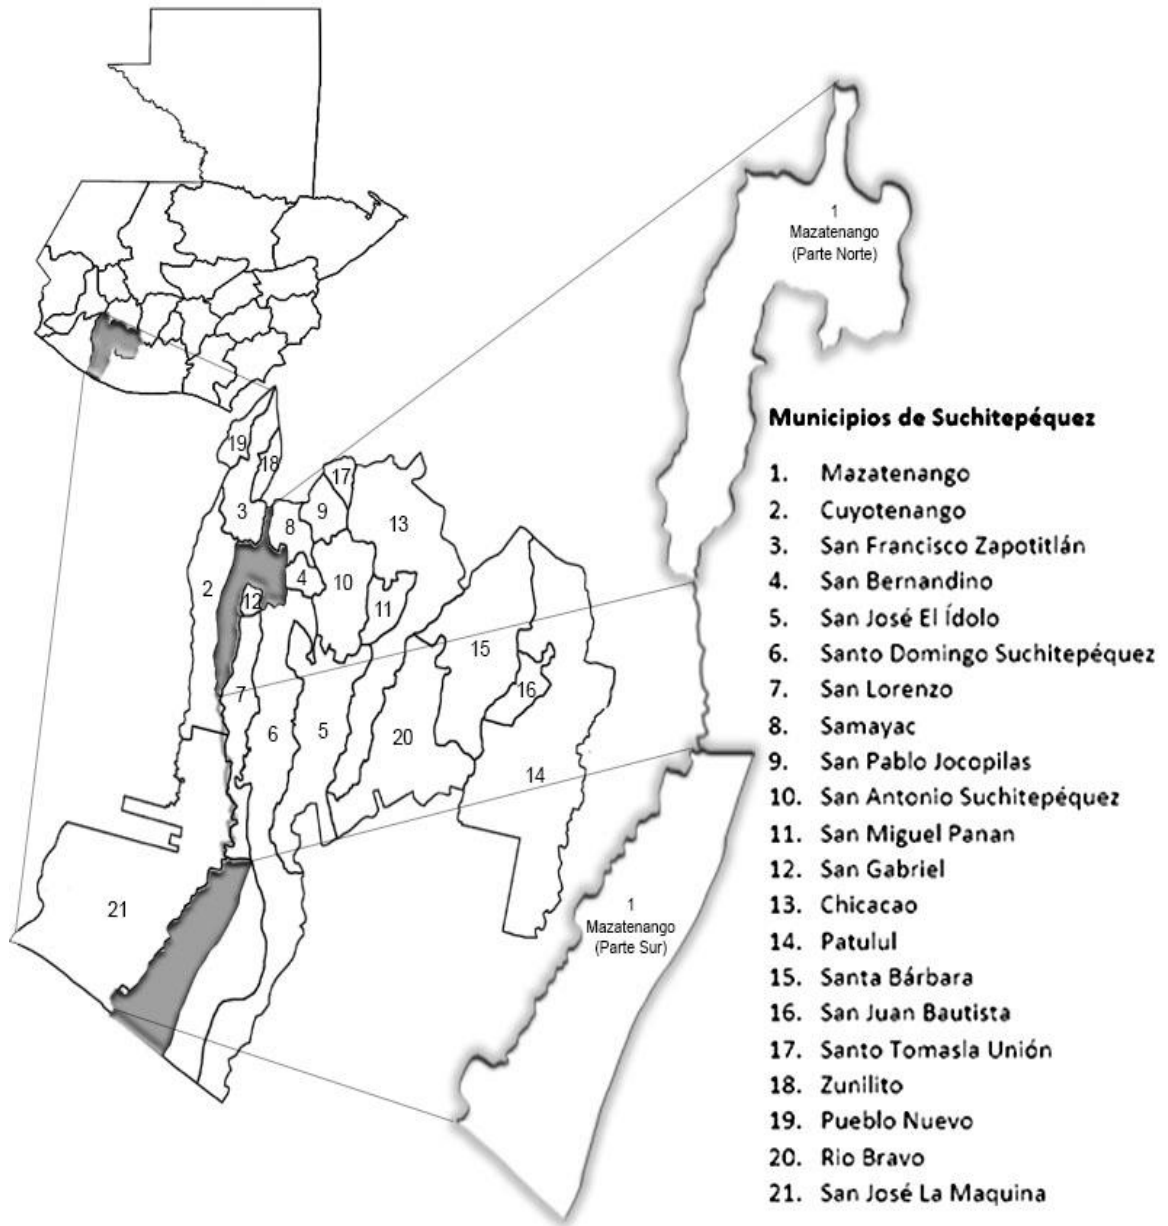 1
Mazatenango
(Parte Norte)
Municipios de Suchitepéquez
1. Mazatenango
2. Cuyotenango
3. San Francisco Zapotitlán
4. San Bernandino
5. San José El Ídolo
6. Santo Domingo Suchitepéquez
7. San Lorenzo
8. Samayac
9. San Pablo Jocopilas
10. San Antonio Suchitepéquez
11. San Miguel Panan
12. San Gabriel
13. Chicacao
14. Patulul
15. Santa Bárbara
16. San Juan Bautista
17. Santo Tomasla Unión
18. Zunilito
19. Pueblo Nuevo
20. Rio Bravo
21. San José La Maquina
19
18
17
3
8
9
13
2
4
10
12
11
15
7
16
6
5
20
14
21
1
Mazatenango
(Parte Sur)